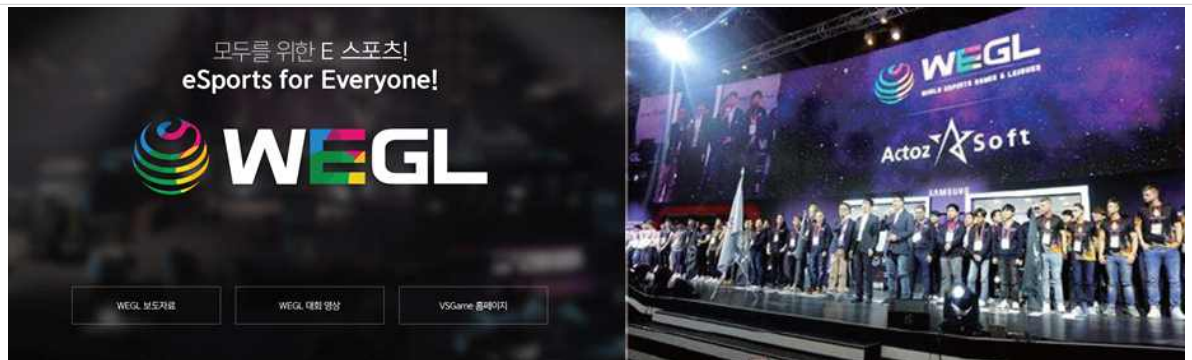 모두를 위한 E 스포츠!
eSports for Everyone!
WEGL
WEGL 보도자료
WEGL 대회 영상
VSGame 홈페이지
WEGL
WORLD ESPORTS GAMES & LEAGUES
Actoz Soft
SAMSUNG